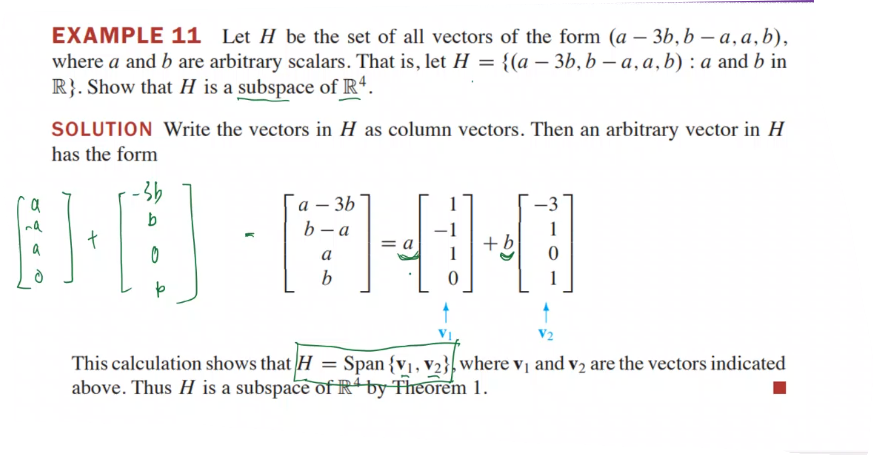 EXAMPLE 11 Let H be the set of all vectors of the form (a − 3b, b − a, a, b),
where a and b are arbitrary scalars. That is, let H = {(a − 3b, b − a, a, b) : a and b in
ℝ}. Show that H is a subspace of ℝ⁴.
SOLUTION Write the vectors in H as column vectors. Then an arbitrary vector in H
has the form
[a -a a 0] + [-3b b 0 b] = [a − 3b b − a a b] = a [1 −1 1 0] + b [−3 1 0 1]
v₁ v₂
This calculation shows that H = Span {v₁, v₂}, where v₁ and v₂ are the vectors indicated
above. Thus H is a subspace of ℝ⁴ by Theorem 1.